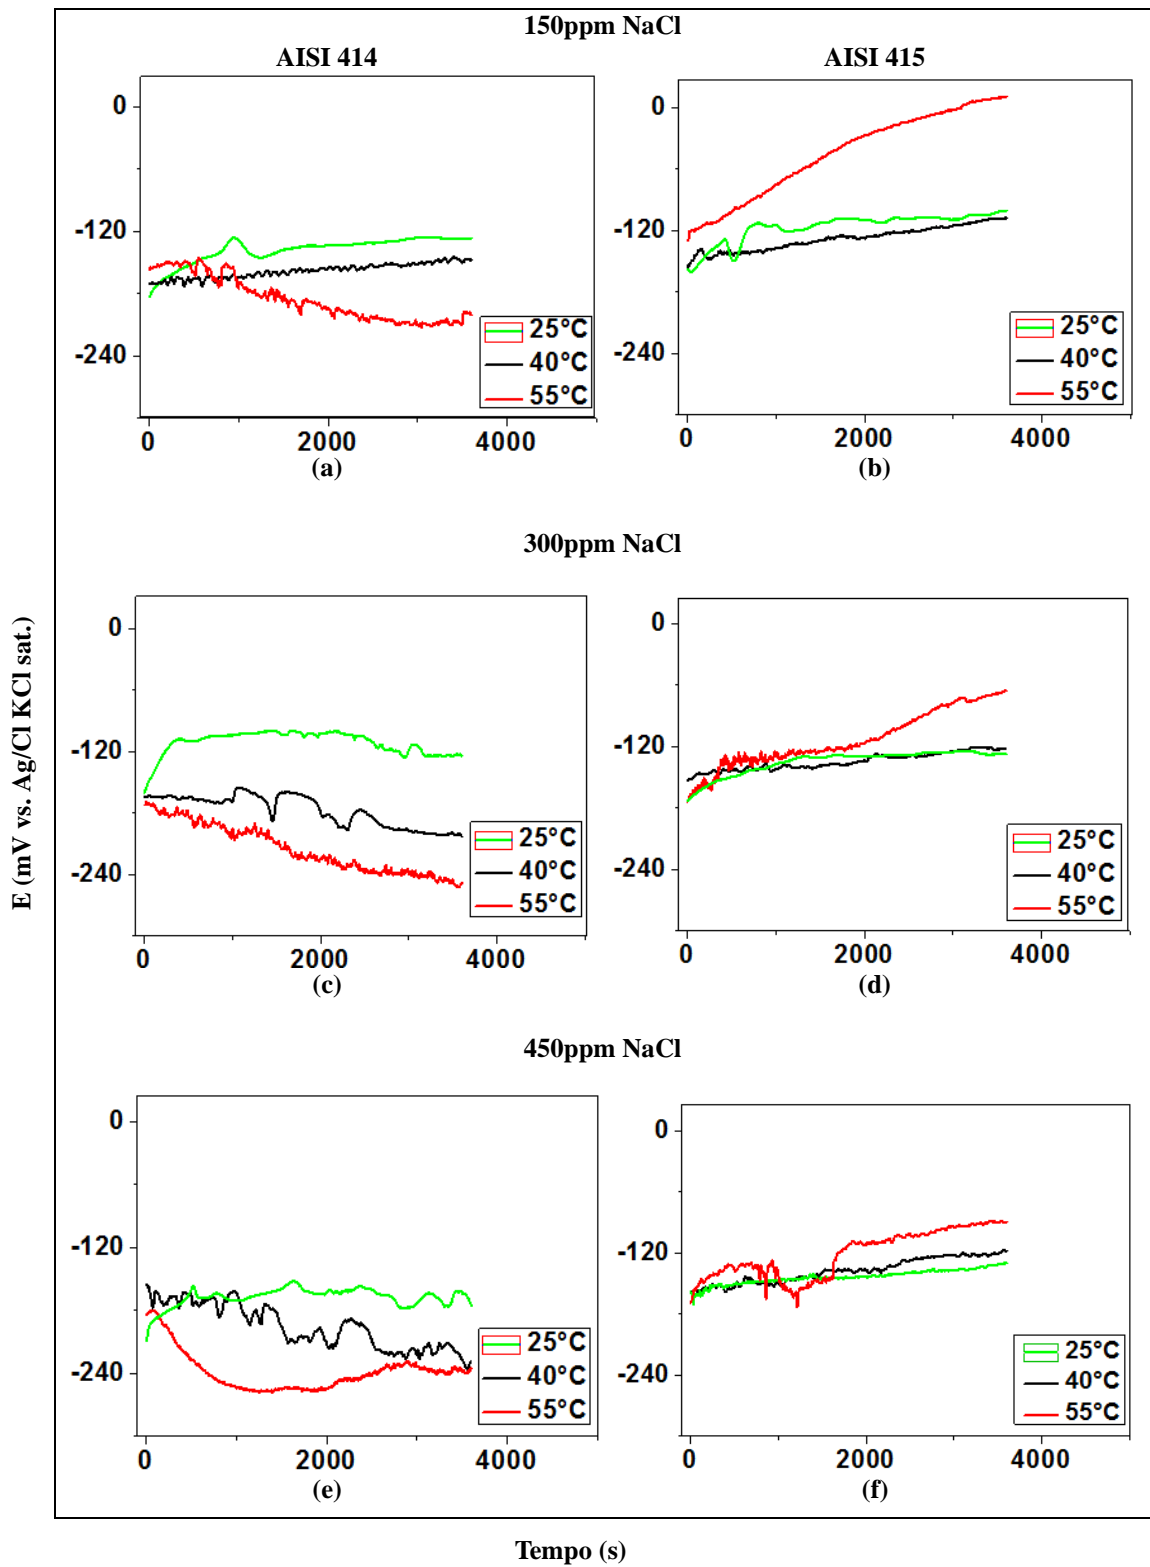 150ppm NaCl
AISI 414
AISI 415
0
-120
-240
25°C
40°C
55°C
0 2000 4000
(a)
0
-120
-240
25°C
40°C
55°C
0 2000 4000
(b)
300ppm NaCl
E (mV vs. Ag/Cl KCl sat.)
0
-120
-240
25°C
40°C
55°C
0 2000 4000
(c)
0
-120
-240
25°C
40°C
55°C
0 2000 4000
(d)
450ppm NaCl
0
-120
-240
25°C
40°C
55°C
0 2000 4000
(e)
0
-120
-240
25°C
40°C
55°C
0 2000 4000
(f)
Tempo (s)